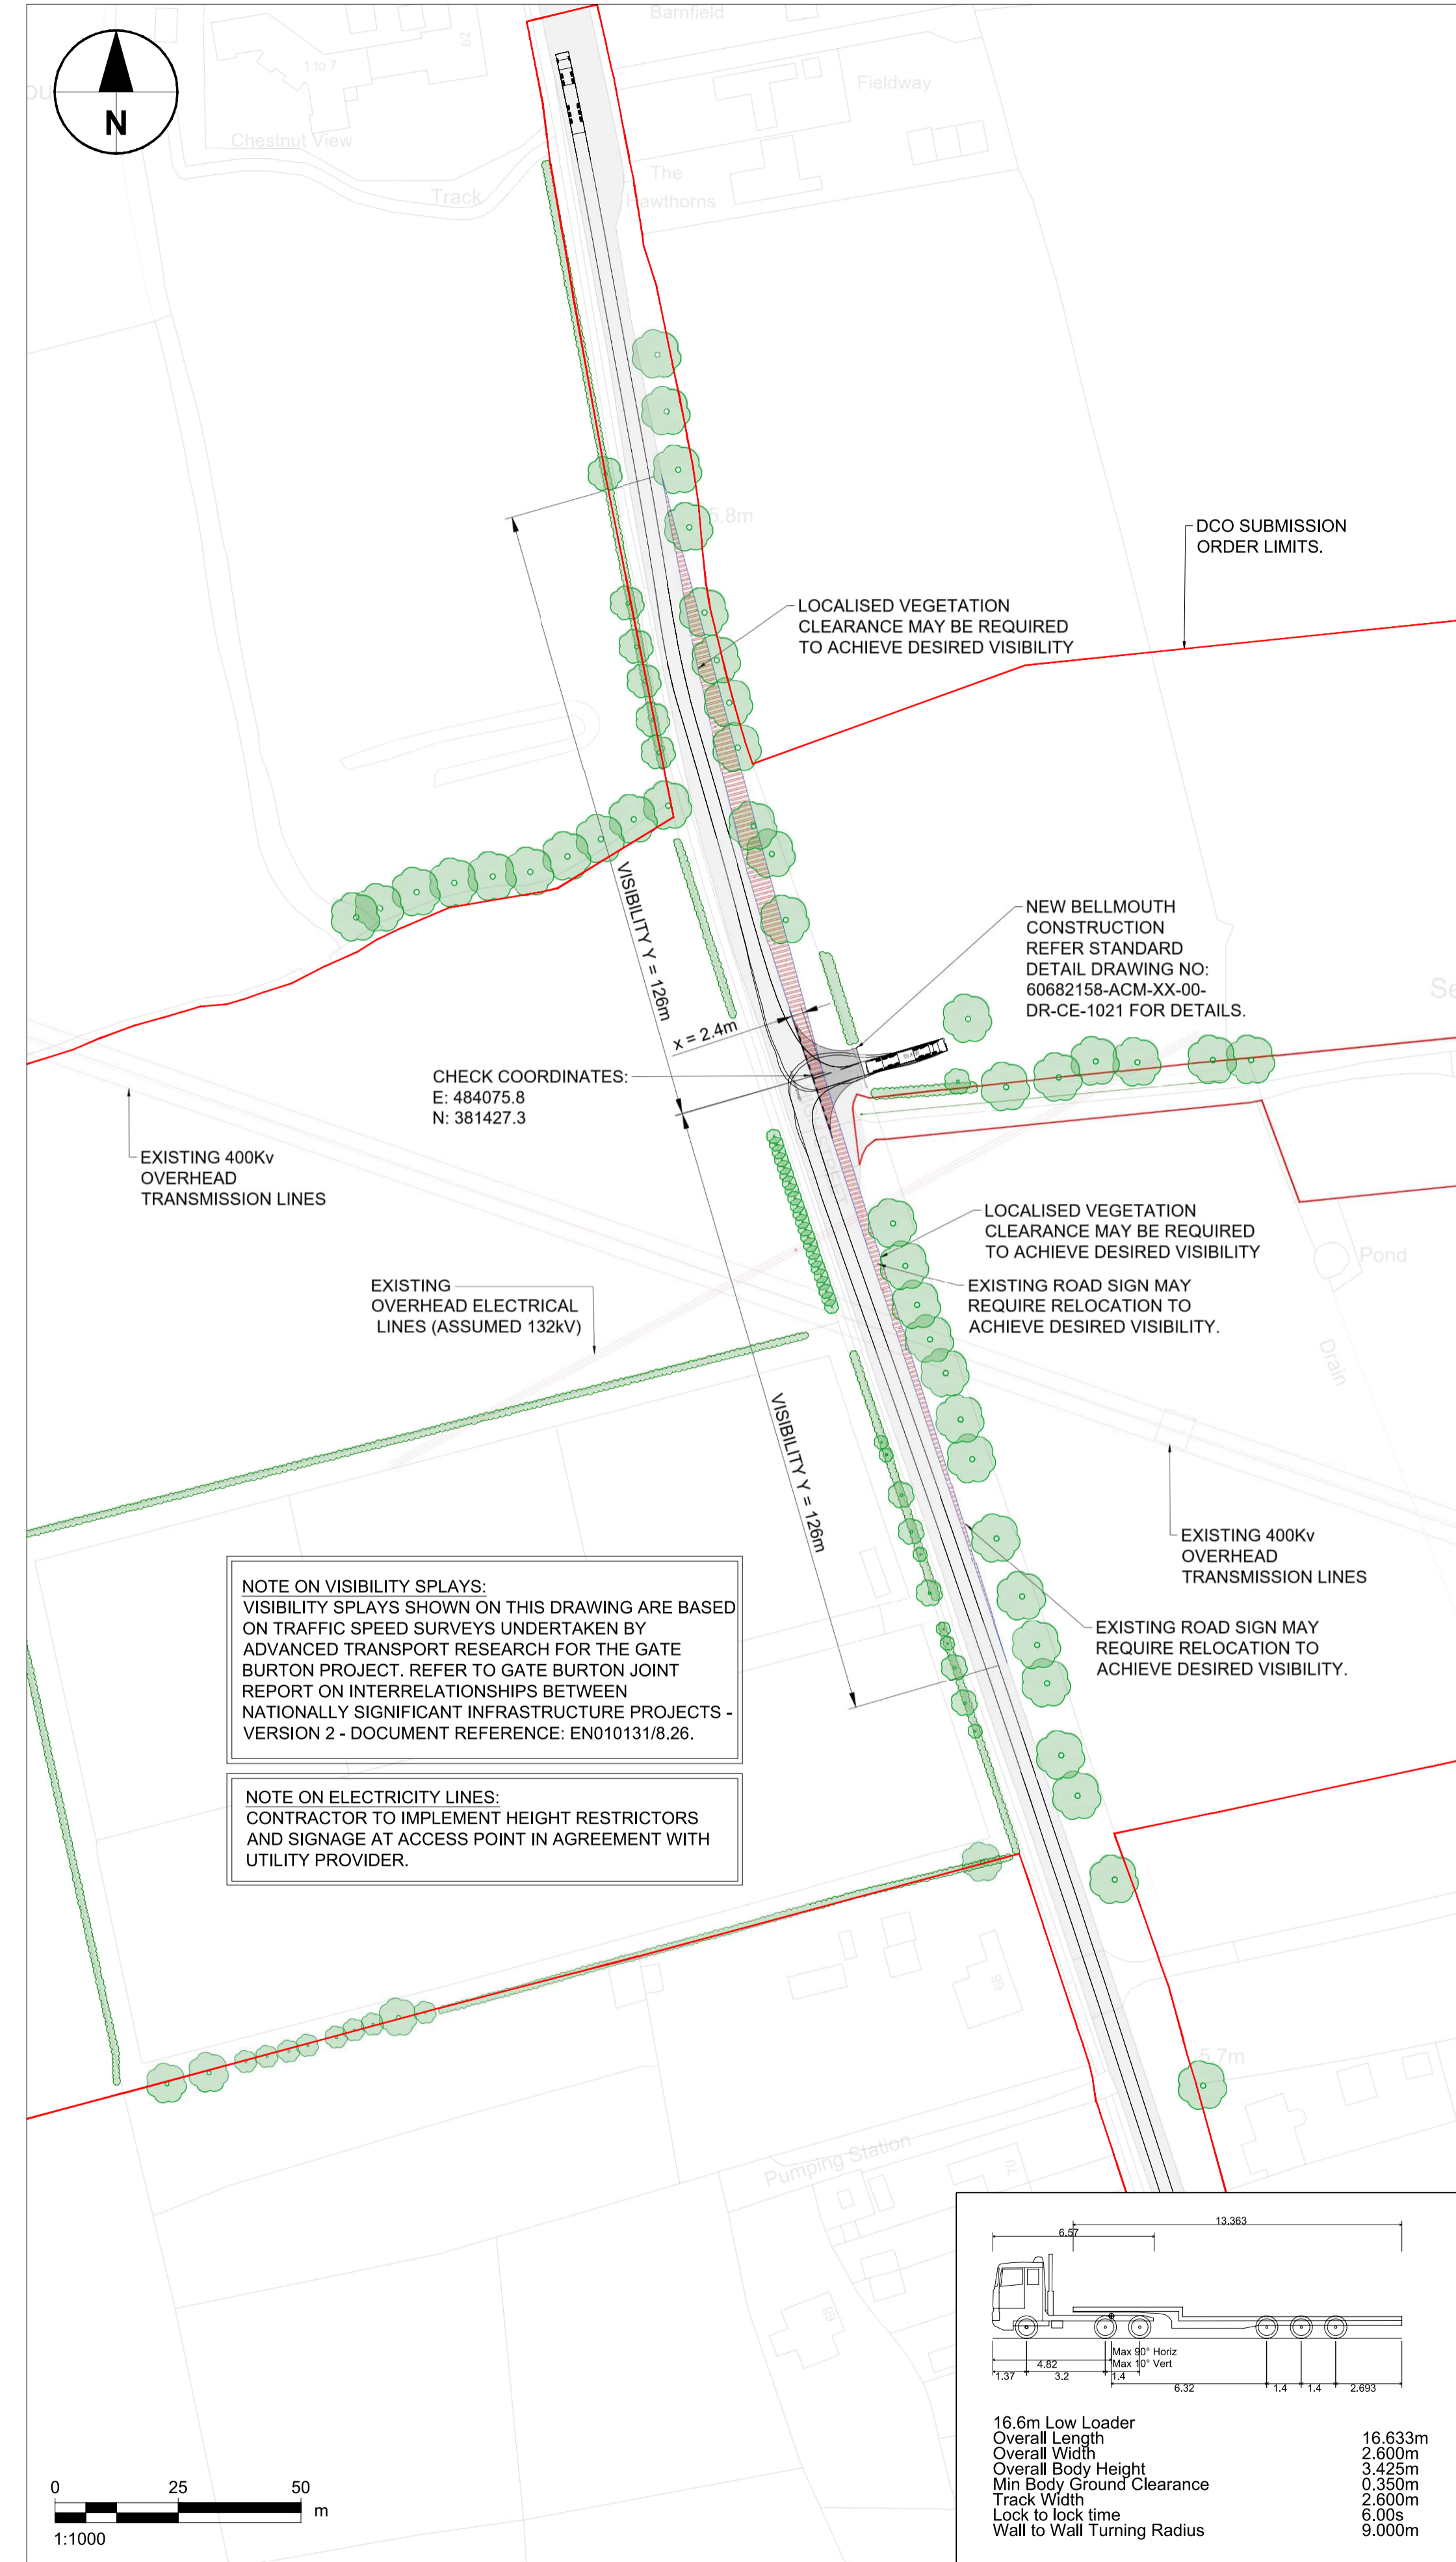 Barnfield
62
1 to 7
Fieldway
Chestnut View
N
Track
The
Hawthorns
5.8m
DCO SUBMISSION
ORDER LIMITS.
LOCALISED VEGETATION
CLEARANCE MAY BE REQUIRED
TO ACHIEVE DESIRED VISIBILITY
VISIBILITY Y = 126m
NEW BELLMOUTH
CONSTRUCTION
REFER STANDARD
DETAIL DRAWING NO:
60682158-ACM-XX-00-
DR-CE-1021 FOR DETAILS.
Se
x = 2.4m
CHECK COORDINATES:
E: 484075.8
N: 381427.3
EXISTING 400Kv
OVERHEAD
TRANSMISSION LINES
LOCALISED VEGETATION
CLEARANCE MAY BE REQUIRED
TO ACHIEVE DESIRED VISIBILITY
Pond
EXISTING
OVERHEAD ELECTRICAL
LINES (ASSUMED 132kV)
EXISTING ROAD SIGN MAY
REQUIRE RELOCATION TO
ACHIEVE DESIRED VISIBILITY.
Drain
VISIBILITY Y = 126m
EXISTING 400Kv
OVERHEAD
TRANSMISSION LINES
EXISTING ROAD SIGN MAY
REQUIRE RELOCATION TO
ACHIEVE DESIRED VISIBILITY.
NOTE ON VISIBILITY SPLAYS:
VISIBILITY SPLAYS SHOWN ON THIS DRAWING ARE BASED
ON TRAFFIC SPEED SURVEYS UNDERTAKEN BY
ADVANCED TRANSPORT RESEARCH FOR THE GATE
BURTON PROJECT. REFER TO GATE BURTON JOINT
REPORT ON INTERRELATIONSHIPS BETWEEN
NATIONALLY SIGNIFICANT INFRASTRUCTURE PROJECTS -
VERSION 2 - DOCUMENT REFERENCE: EN010131/8.26.
NOTE ON ELECTRICITY LINES:
CONTRACTOR TO IMPLEMENT HEIGHT RESTRICTORS
AND SIGNAGE AT ACCESS POINT IN AGREEMENT WITH
UTILITY PROVIDER.
66
5.7m
Pumping Station
70
68
13.363
6.57
Max 90° Horiz
Max 10° Vert
4.82
1.37
3.2
1.4
6.32
1.4
1.4
2.693
16.6m Low Loader
Overall Length 16.633m
Overall Width 2.600m
Overall Body Height 3.425m
Min Body Ground Clearance 0.350m
Track Width 2.600m
Lock to lock time 6.00s
Wall to Wall Turning Radius 9.000m
0 25 50
m
1:1000